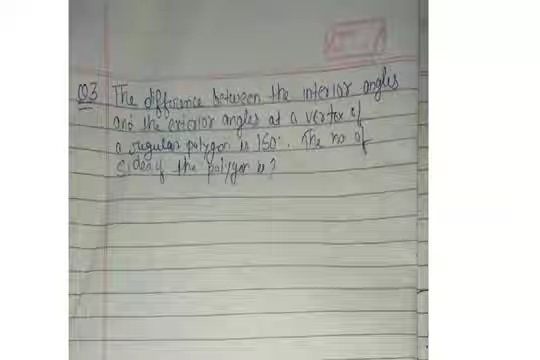 Q3 The difference between the interior angles
and the exterior angles at a vertex of
a regular polygon is 150°. The no of
sides of the polygon is?